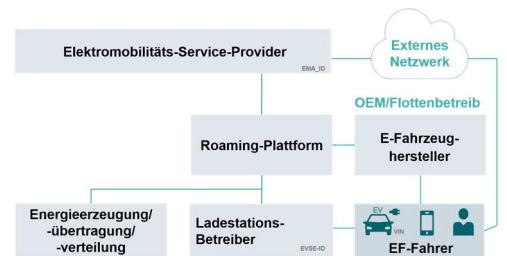 Elektromobilitäts-Service-Provider
EMA_ID
Externes
Netzwerk
OEM/Flottenbetreib
Roaming-Plattform
E-Fahrzeug-
hersteller
Energieerzeugung/
-übertragung/
-verteilung
Ladestations-
Betreiber
EVSE-ID
EV
VIN
EF-Fahrer